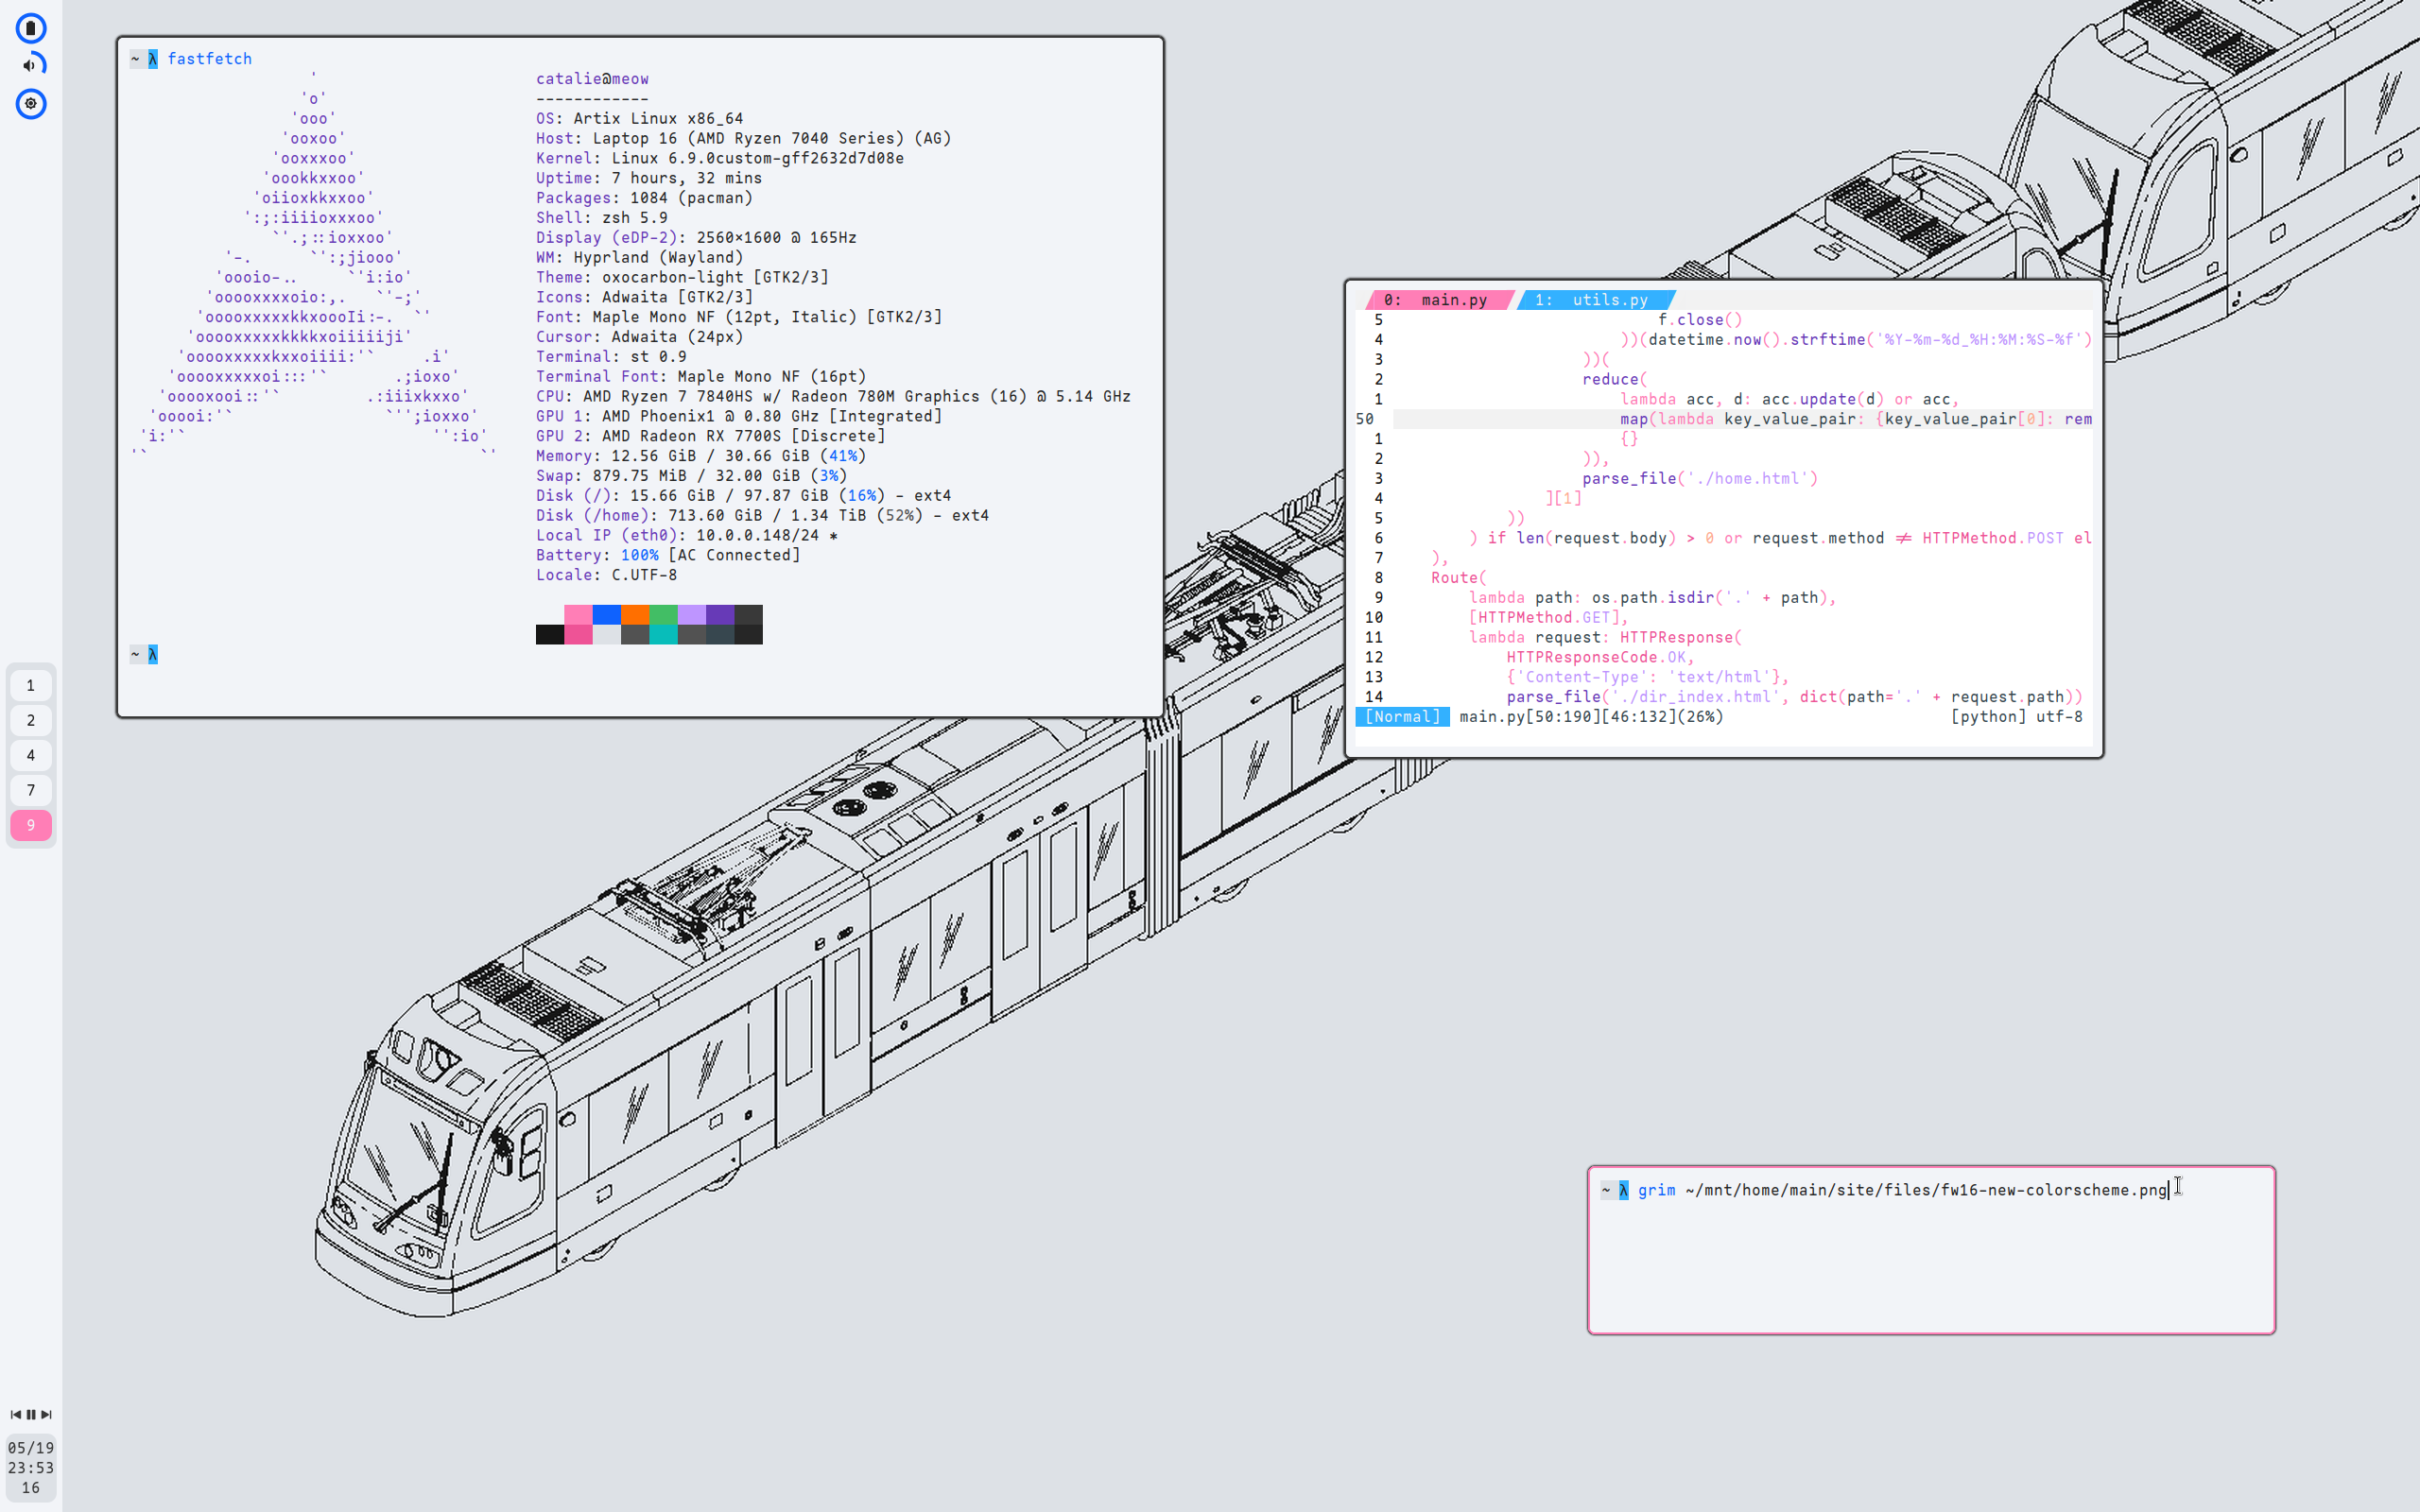 ~ λ fastfetch
'
'o'
'ooo'
'ooxoo'
'ooxxxoo'
'oookkxxoo'
'oiioxkkxxoo'
':;:iiiioxxxoo'
`'.;::ioxxoo'
'-.      `':;jiooo'
'oooio-..     `'i:io'
'ooooxxxxoio:,.   `'-;'
'ooooxxxxxkkxoooIi:-.  `'
'ooooxxxxxkkkkxoiiiiiji'
'ooooxxxxxkxxoiiii:'`     .i'
'ooooxxxxxoi:::'`       .;ioxo'
'ooooxooi::'`         .:iiixkxxo'
'ooooi:'`                `'';ioxxo'
'i:'`                          '':io'
'`                                   `'
catalie@meow
------------
OS: Artix Linux x86_64
Host: Laptop 16 (AMD Ryzen 7040 Series) (AG)
Kernel: Linux 6.9.0custom-gff2632d7d08e
Uptime: 7 hours, 32 mins
Packages: 1084 (pacman)
Shell: zsh 5.9
Display (eDP-2): 2560×1600 @ 165Hz
WM: Hyprland (Wayland)
Theme: oxocarbon-light [GTK2/3]
Icons: Adwaita [GTK2/3]
Font: Maple Mono NF (12pt, Italic) [GTK2/3]
Cursor: Adwaita (24px)
Terminal: st 0.9
Terminal Font: Maple Mono NF (16pt)
CPU: AMD Ryzen 7 7840HS w/ Radeon 780M Graphics (16) @ 5.14 GHz
GPU 1: AMD Phoenix1 @ 0.80 GHz [Integrated]
GPU 2: AMD Radeon RX 7700S [Discrete]
Memory: 12.56 GiB / 30.66 GiB (41%)
Swap: 879.75 MiB / 32.00 GiB (3%)
Disk (/): 15.66 GiB / 97.87 GiB (16%) - ext4
Disk (/home): 713.60 GiB / 1.34 TiB (52%) - ext4
Local IP (eth0): 10.0.0.148/24 *
Battery: 100% [AC Connected]
Locale: C.UTF-8
~ λ
0: main.py 1: utils.py
5 f.close()
4 ))(datetime.now().strftime('%Y-%m-%d_%H:%M:%S-%f')
3 ))(
2 reduce(
1 lambda acc, d: acc.update(d) or acc,
50 map(lambda key_value_pair: {key_value_pair[0]: rem
1 {}
2 )),
3 parse_file('./home.html')
4 ][1]
5 ))
6 ) if len(request.body) > 0 or request.method ≠ HTTPMethod.POST el
7 ),
8 Route(
9 lambda path: os.path.isdir('.' + path),
10 [HTTPMethod.GET],
11 lambda request: HTTPResponse(
12 HTTPResponseCode.OK,
13 {'Content-Type': 'text/html'},
14 parse_file('./dir_index.html', dict(path='.' + request.path))
[Normal] main.py[50:190][46:132](26%) [python] utf-8
~ λ grim ~/mnt/home/main/site/files/fw16-new-colorscheme.png
1
2
4
7
9
05/19
23:53
16